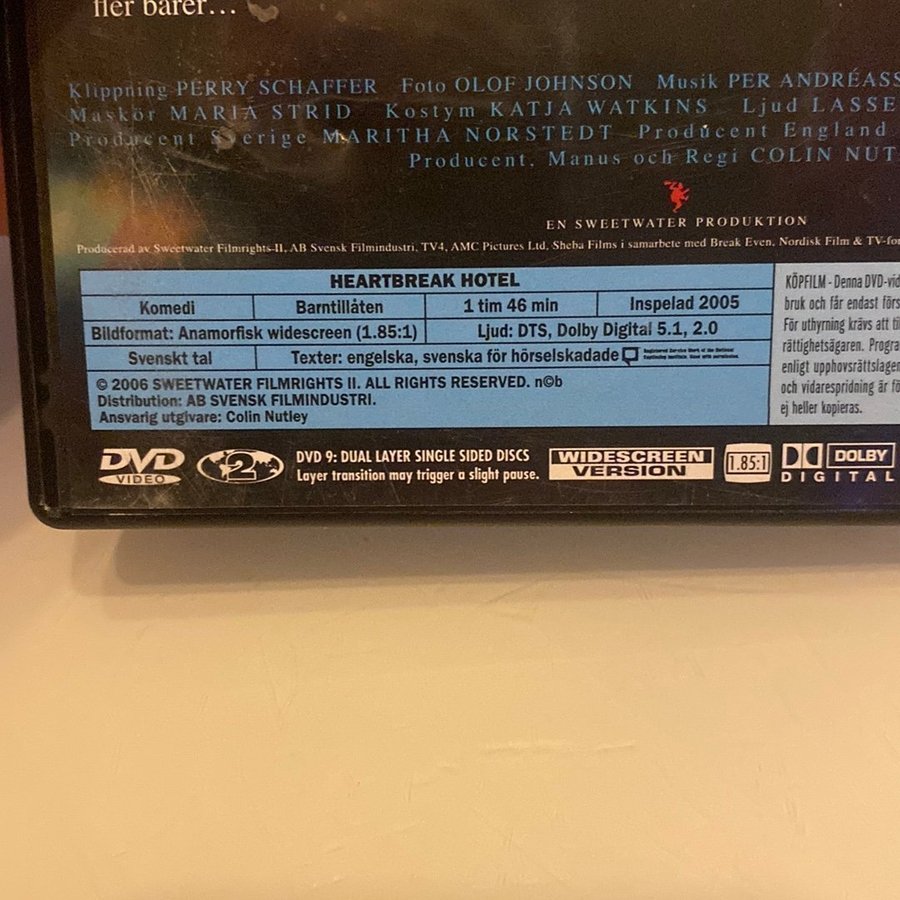 fler barer...
Klippning PERRY SCHAFFER Foto OLOF JOHNSON Musik PER ANDRÉASS
Maskör MARIA STRID Kostym KATJA WATKINS Ljud LASSE
Producent Sverige MARITHA NORSTEDT Producent England
Producent, Manus och Regi COLIN NUT
EN SWEETWATER PRODUKTION
Producerad av Sweetwater Filmrights II, AB Svensk Filmindustri, TV4, AMC Pictures Ltd, Sheba Films i samarbete med Break Even, Nordisk Film & TV-fo
HEARTBREAK HOTEL
Komedi Barntillåten 1 tim 46 min Inspelad 2005
Bildformat: Anamorfisk widescreen (1.85:1) Ljud: DTS, Dolby Digital 5.1, 2.0
Svenskt tal Texter: engelska, svenska för hörselskadade
© 2006 SWEETWATER FILMRIGHTS II. ALL RIGHTS RESERVED. n©b
Distribution: AB SVENSK FILMINDUSTRI.
Ansvarig utgivare: Colin Nutley
KÖPFILM - Denna DVD-vid
bruk och får endast förs
För uthyrning krävs att ti
rättighetsägaren. Progra
enligt upphovsrättslagen
och vidarespridning är fö
ej heller kopieras.
DVD VIDEO
2
DVD 9: DUAL LAYER SINGLE SIDED DISCS
Layer transition may trigger a slight pause.
WIDESCREEN
VERSION
1.85:1
DOLBY
DIGITAL